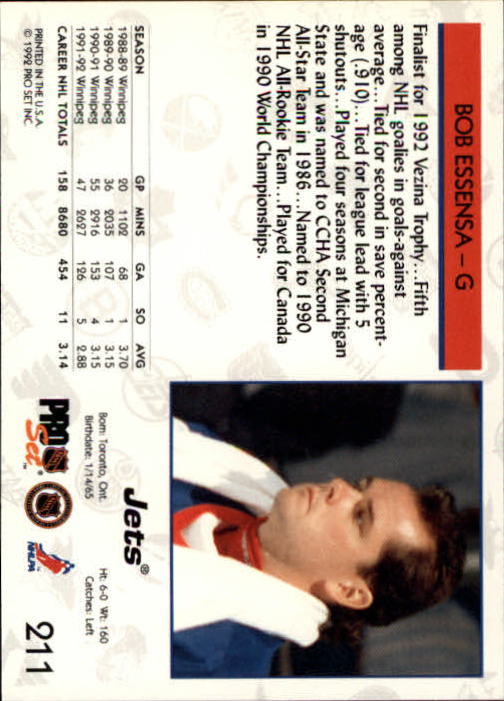 BOB ESSENSA – G
Finalist for 1992 Vezina Trophy...Fifth
among NHL goalies in goals-against
average...Tied for second in save percent-
age (.910)...Tied for league lead with 5
shutouts...Played four seasons at Michigan
State and was named to CCHA Second
All-Star Team in 1986...Named to 1990
NHL All-Rookie Team...Played for Canada
in 1990 World Championships.
SEASON GP MINS GA SO AVG
1988-89 Winnipeg 20 1102 68 1 3.70
1989-90 Winnipeg 36 2035 107 1 3.15
1990-91 Winnipeg 55 2916 153 4 3.15
1991-92 Winnipeg 47 2627 126 5 2.88
CAREER NHL TOTALS 158 8680 454 11 3.14
PRINTED IN THE U.S.A.
© 1992 PRO SET INC.
Jets®
Born: Toronto, Ont. Ht: 6-0 Wt: 160
Birthdate: 1/14/65 Catches: Left
PRO Set™
NHLPA
211